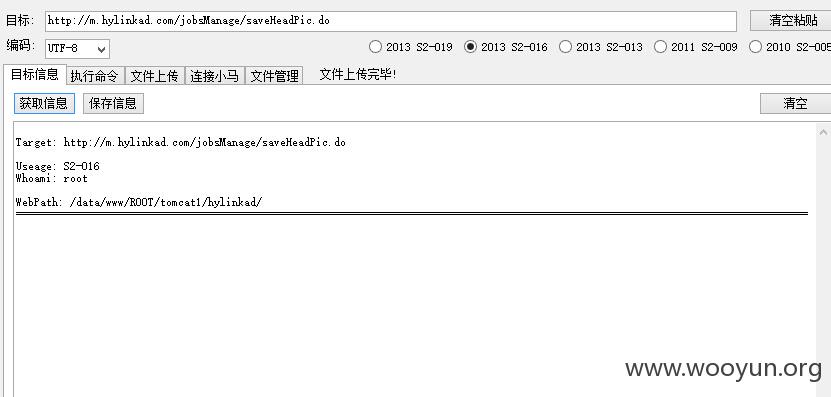 目标: http://m.hylinkad.com/jobsManage/saveHeadPic.do 清空粘贴
编码: UTF-8 2013 S2-019 2013 S2-016 2013 S2-013 2011 S2-009 2010 S2-005
目标信息 执行命令 文件上传 连接小马 文件管理 文件上传完毕!
获取信息 保存信息 清空
Target: http://m.hylinkad.com/jobsManage/saveHeadPic.do
Useage: S2-016
Whoami: root
WebPath: /data/www/ROOT/tomcat1/hylinkad/
www.wooyun.org